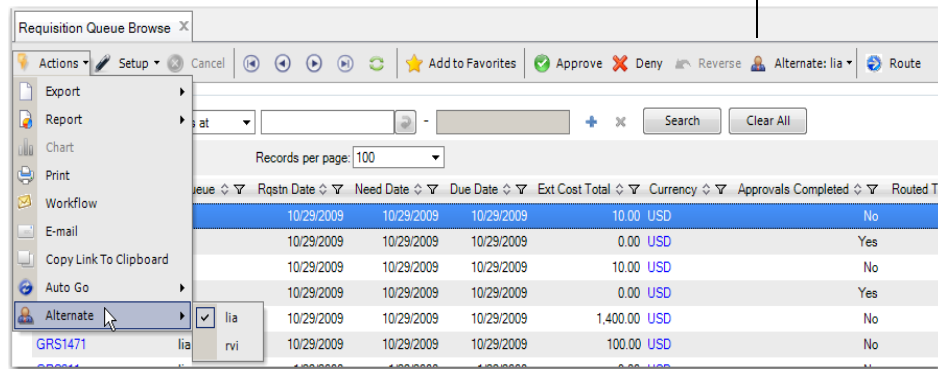 Requisition Queue Browse X
Actions Setup Cancel Add to Favorites Approve Deny Reverse Alternate: lia Route
Export
Report
s at - Search Clear All
Chart
Print
Records per page: 100
Workflow
eue Rqstn Date Need Date Due Date Ext Cost Total Currency Approvals Completed Routed T
10/29/2009 10/29/2009 10/29/2009 10.00 USD No
E-mail
10/29/2009 10/29/2009 10/29/2009 0.00 USD Yes
Copy Link To Clipboard
10/29/2009 10/29/2009 10/29/2009 10.00 USD No
Auto Go
10/29/2009 10/29/2009 10/29/2009 0.00 USD Yes
Alternate lia
10/29/2009 10/29/2009 10/29/2009 1,400.00 USD No
rvi
GRS1471 lia 10/29/2009 10/29/2009 10/29/2009 100.00 USD No